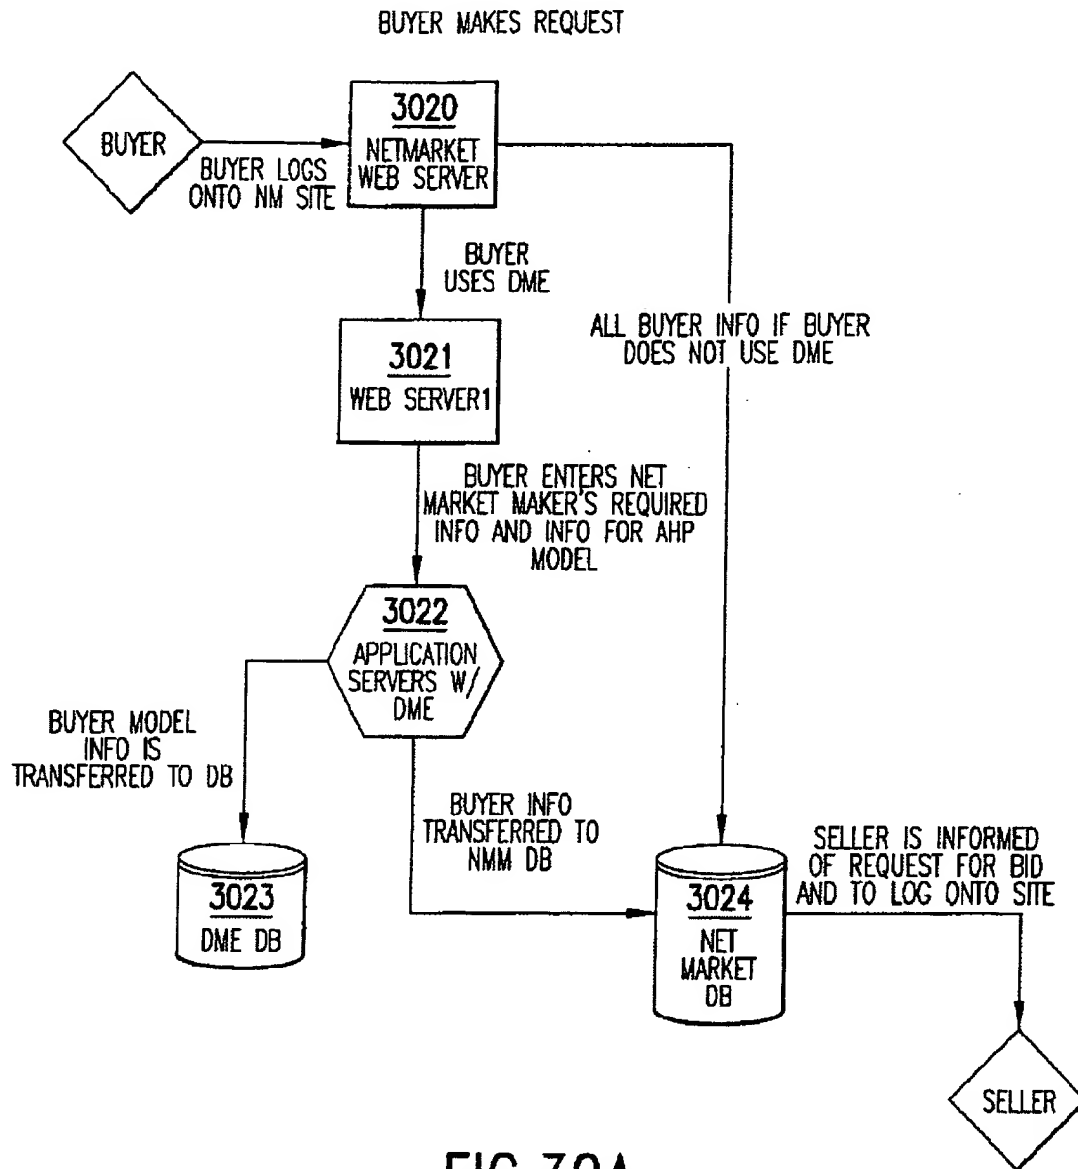 BUYER MAKES REQUEST
BUYER
BUYER LOGS
ONTO NM SITE
3020
NETMARKET
WEB SERVER
BUYER
USES DME
ALL BUYER INFO IF BUYER
DOES NOT USE DME
3021
WEB SERVER1
BUYER ENTERS NET
MARKET MAKER'S REQUIRED
INFO AND INFO FOR AHP
MODEL
3022
APPLICATION
SERVERS W/
DME
BUYER MODEL
INFO IS
TRANSFERRED TO DB
BUYER INFO
TRANSFERRED TO
NMM DB
SELLER IS INFORMED
OF REQUEST FOR BID
AND TO LOG ONTO SITE
3023
DME DB
3024
NET
MARKET
DB
SELLER
FIG.30A